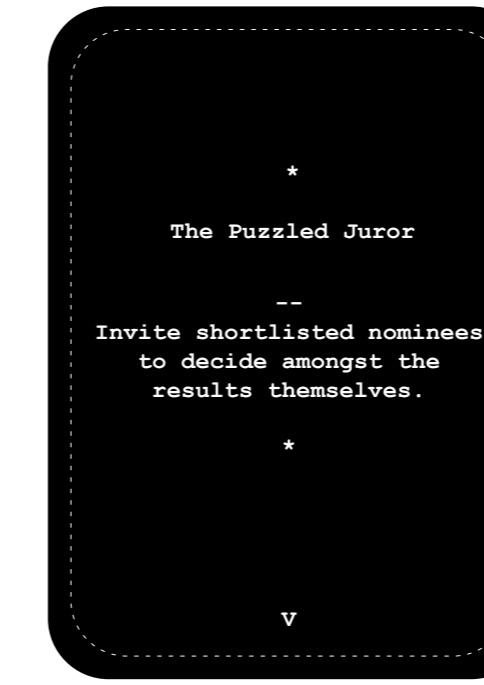 *
The Puzzled Juror
--
Invite shortlisted nominees
to decide amongst the
results themselves.
*
V